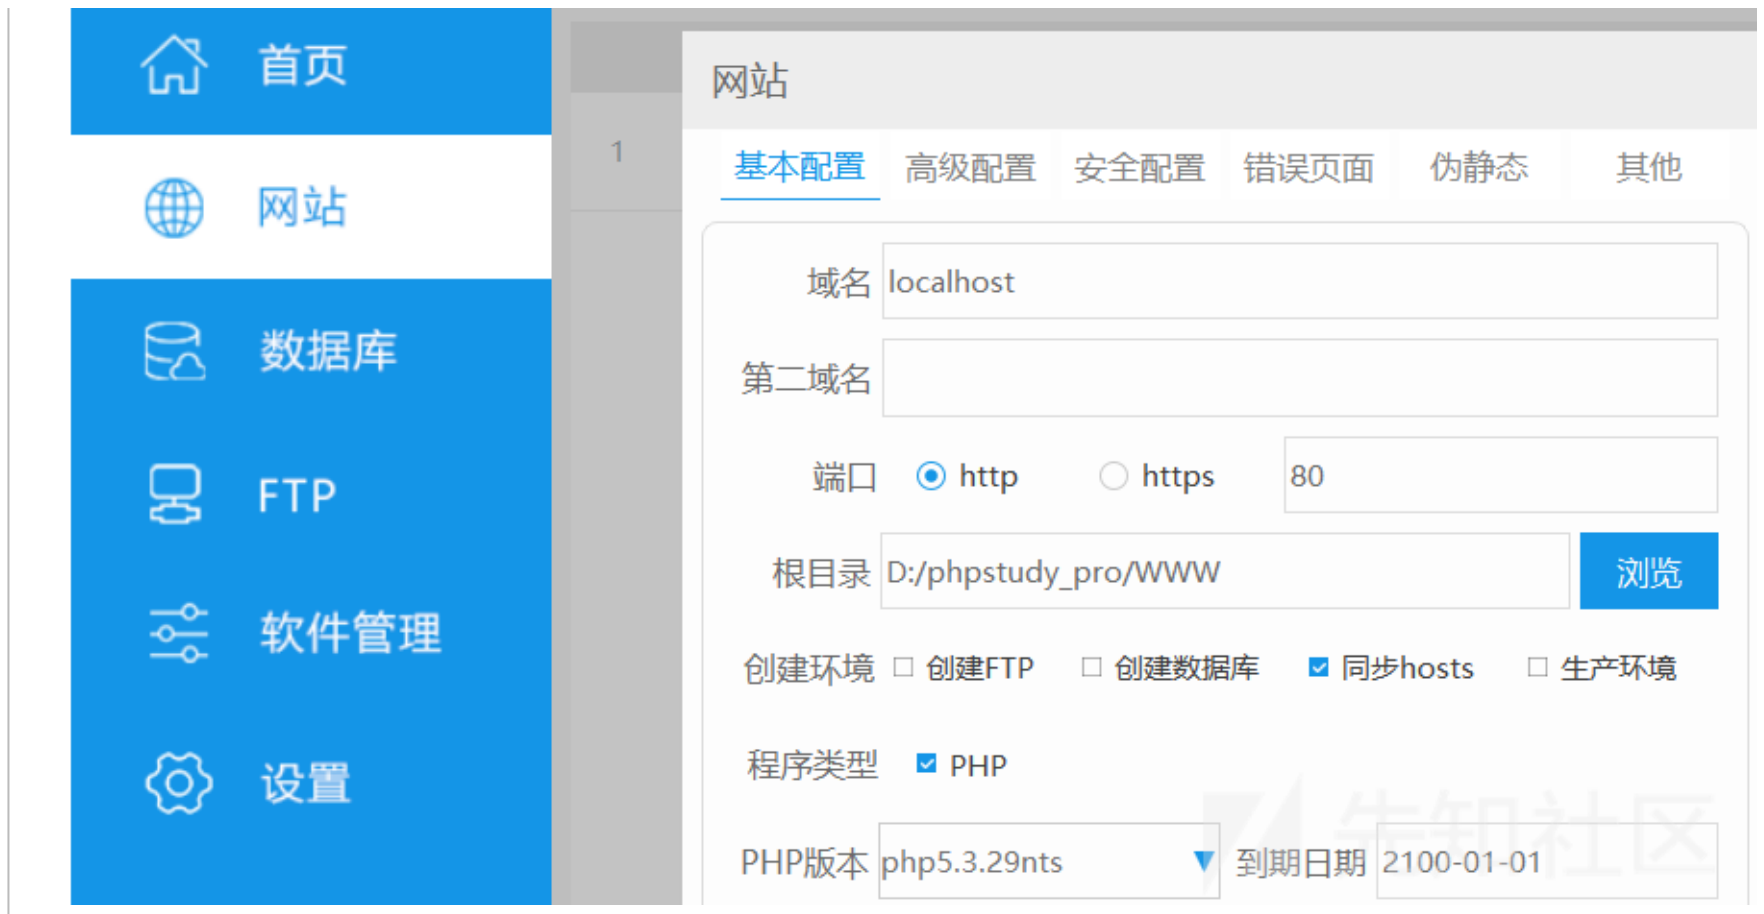 首页
网站
数据库
FTP
软件管理
设置
1
网站
基本配置 高级配置 安全配置 错误页面 伪静态 其他
域名 localhost
第二域名
端口 http https 80
根目录 D:/phpstudy_pro/WWW 浏览
创建环境 创建FTP 创建数据库 同步hosts 生产环境
程序类型 PHP
PHP版本 php5.3.29nts 到期日期 2100-01-01
先知社区